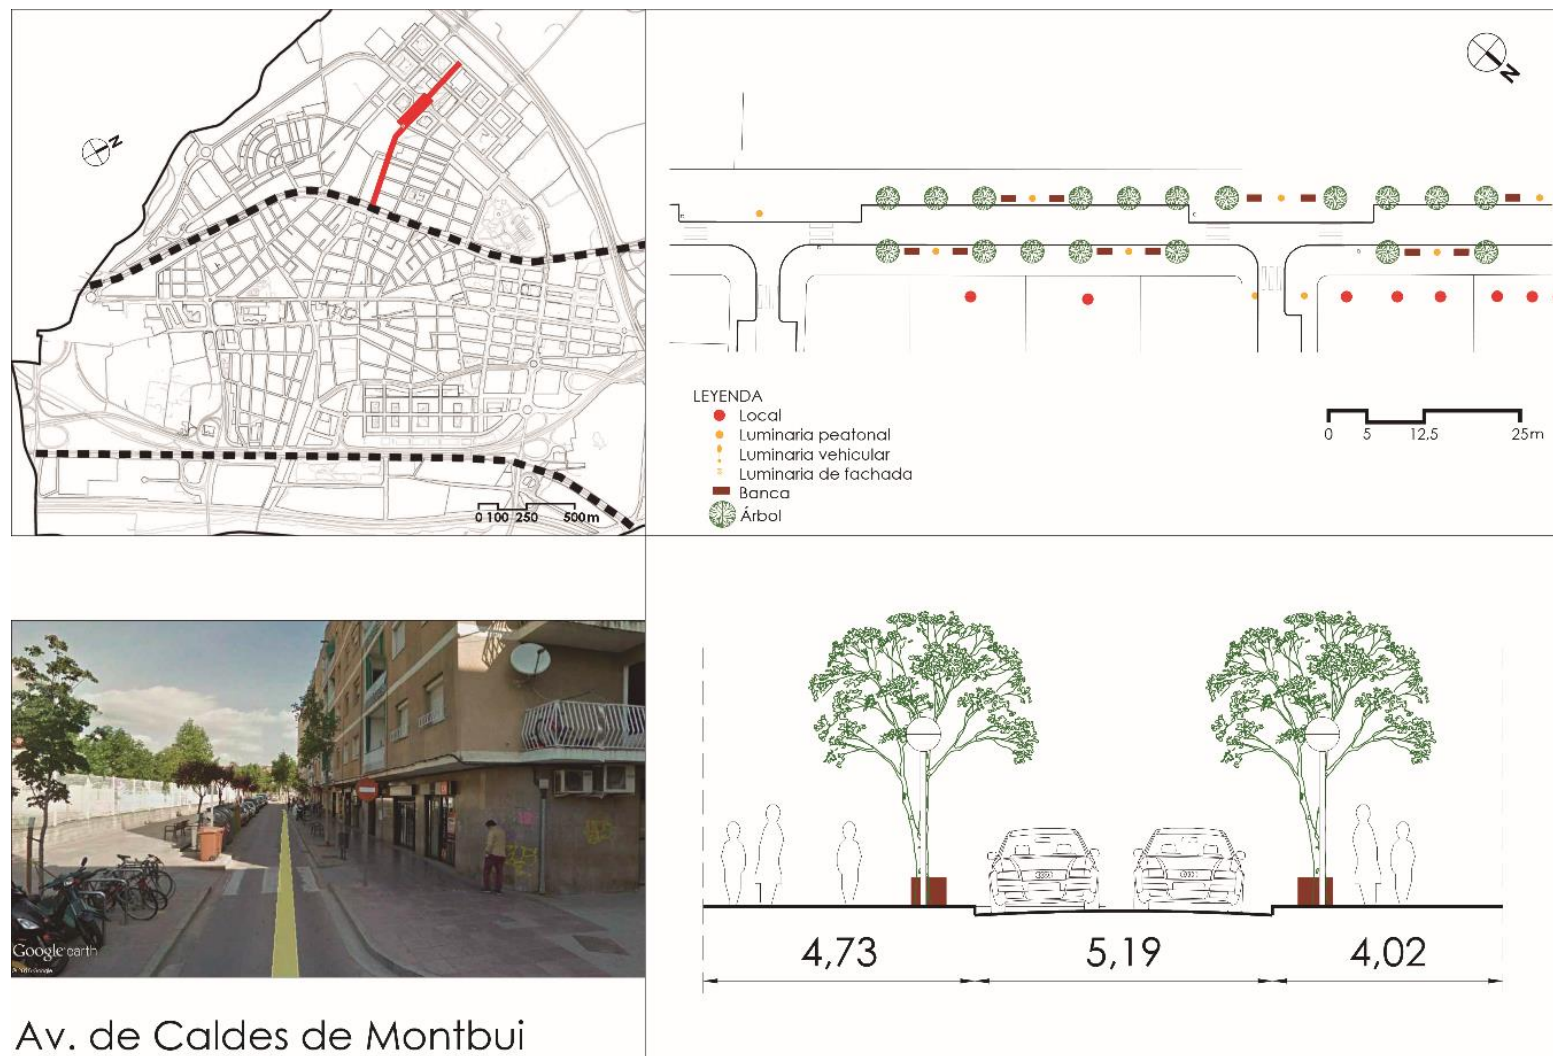 N
0 100 250 500m
N
LEYENDA
Local
Luminaria peatonal
Luminaria vehicular
Luminaria de fachada
Banca
Árbol
0 5 12,5 25m
Google earth
4,73 5,19 4,02
Av. de Caldes de Montbui